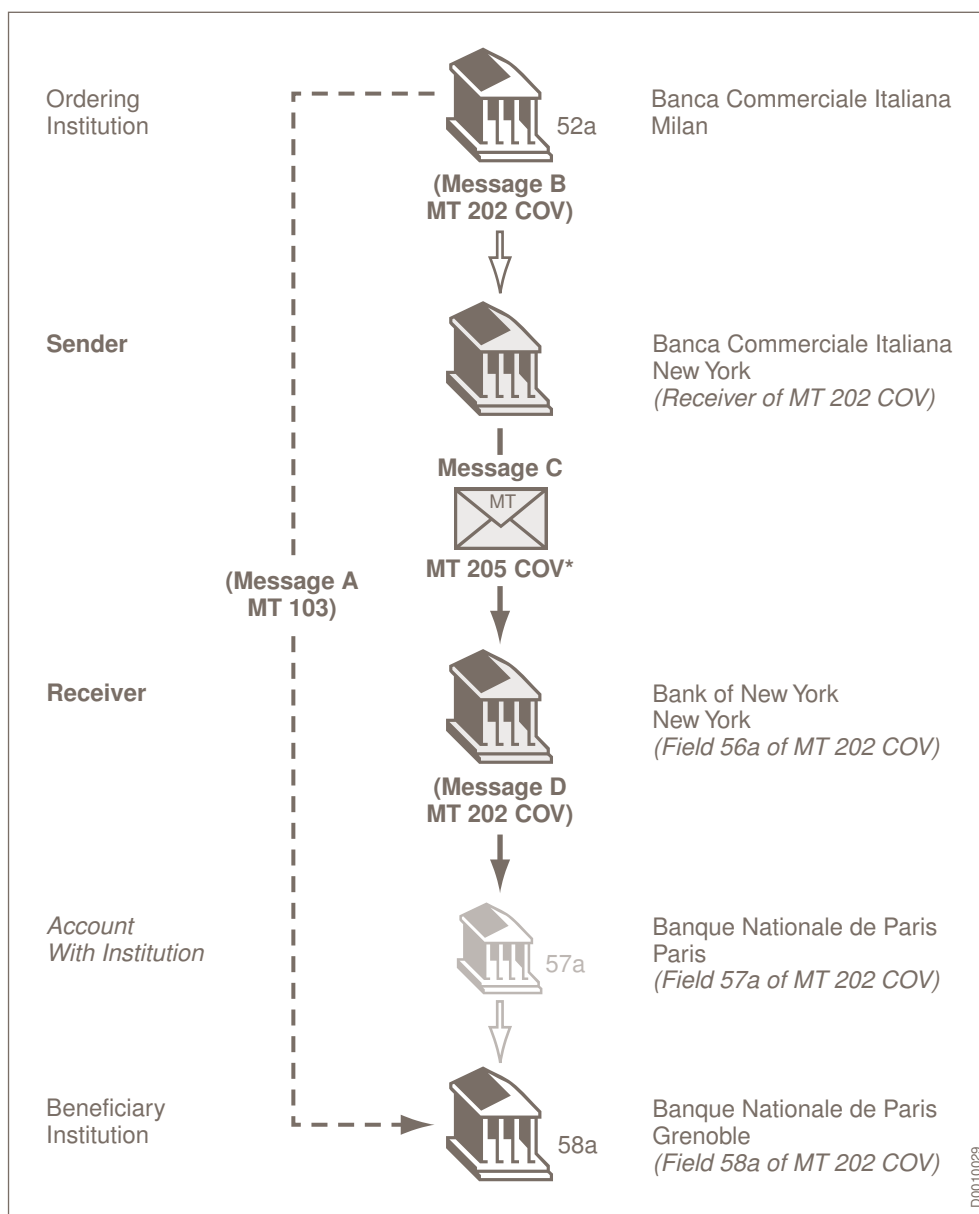 Ordering
Institution
52a
Banca Commerciale Italiana
Milan
(Message B
MT 202 COV)
Sender
Banca Commerciale Italiana
New York
(Receiver of MT 202 COV)
Message C
MT
MT 205 COV*
(Message A
MT 103)
Receiver
Bank of New York
New York
(Field 56a of MT 202 COV)
(Message D
MT 202 COV)
Account
With Institution
57a
Banque Nationale de Paris
Paris
(Field 57a of MT 202 COV)
Beneficiary
Institution
58a
Banque Nationale de Paris
Grenoble
(Field 58a of MT 202 COV)
D0010029